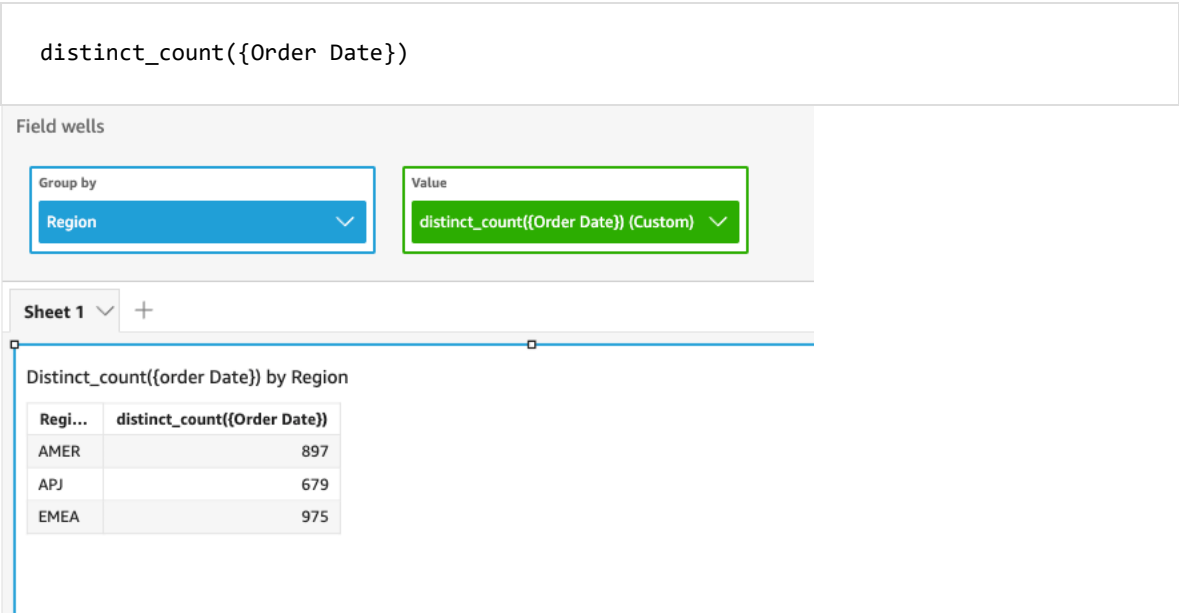 distinct_count({Order Date})
Field wells
Group by
Value
Region
distinct_count({Order Date}) (Custom)
Sheet 1
Distinct_count({order Date}) by Region
Regi... distinct_count({Order Date})
AMER 897
APJ 679
EMEA 975